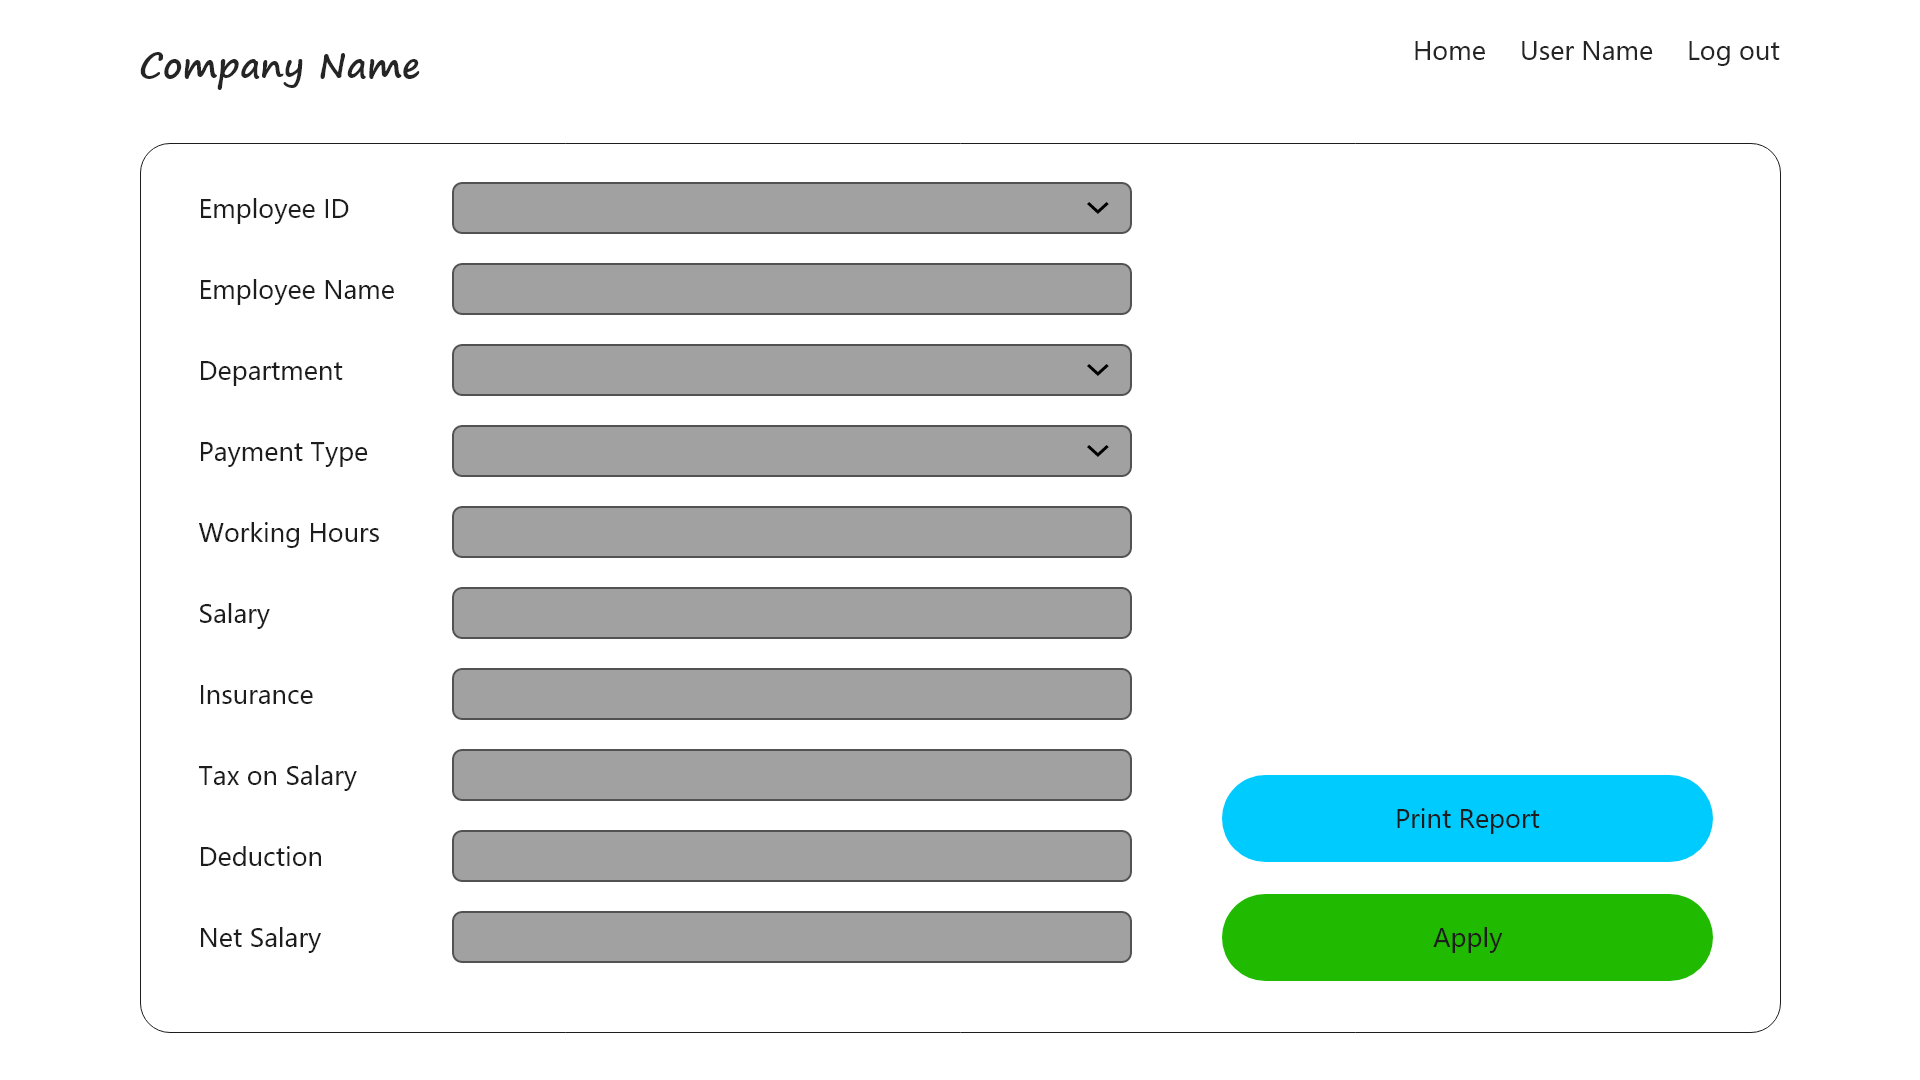 Company Name
Home User Name Log out
Employee ID
Employee Name
Department
Payment Type
Working Hours
Salary
Insurance
Tax on Salary
Deduction
Net Salary
Print Report
Apply